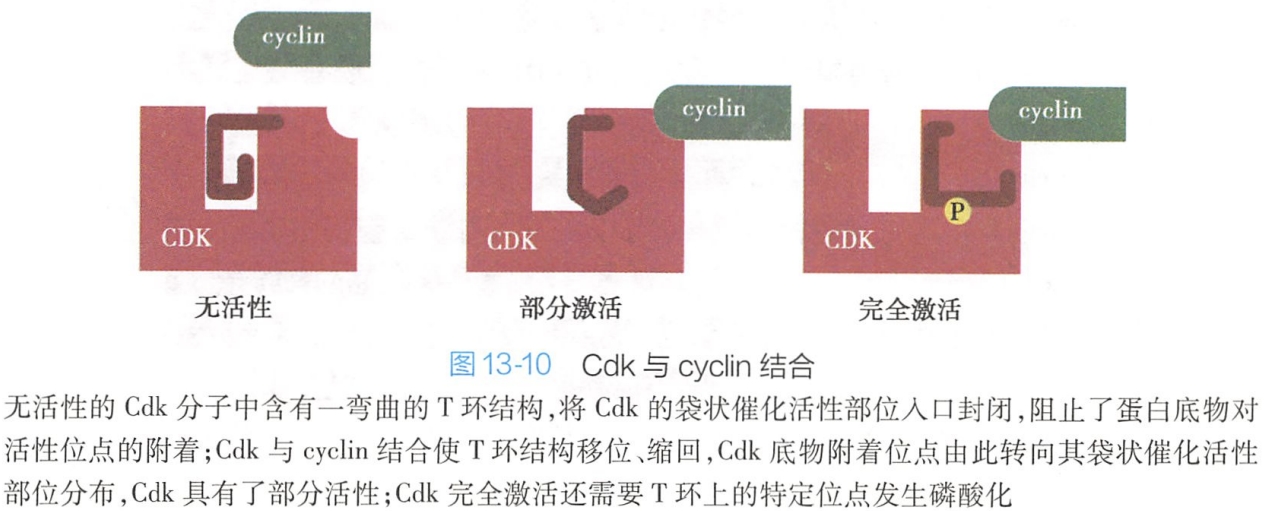 cyclin
cyclin
cyclin
P
CDK
CDK
CDK
无活性
部分激活
完全激活
图 13-10 Cdk 与 cyclin 结合
无活性的 Cdk 分子中含有一弯曲的 T 环结构,将 Cdk 的袋状催化活性部位入口封闭,阻止了蛋白底物对
活性位点的附着;Cdk 与 cyclin 结合使 T 环结构移位、缩回,Cdk 底物附着位点由此转向其袋状催化活性
部位分布,Cdk 具有了部分活性;Cdk 完全激活还需要 T 环上的特定位点发生磷酸化